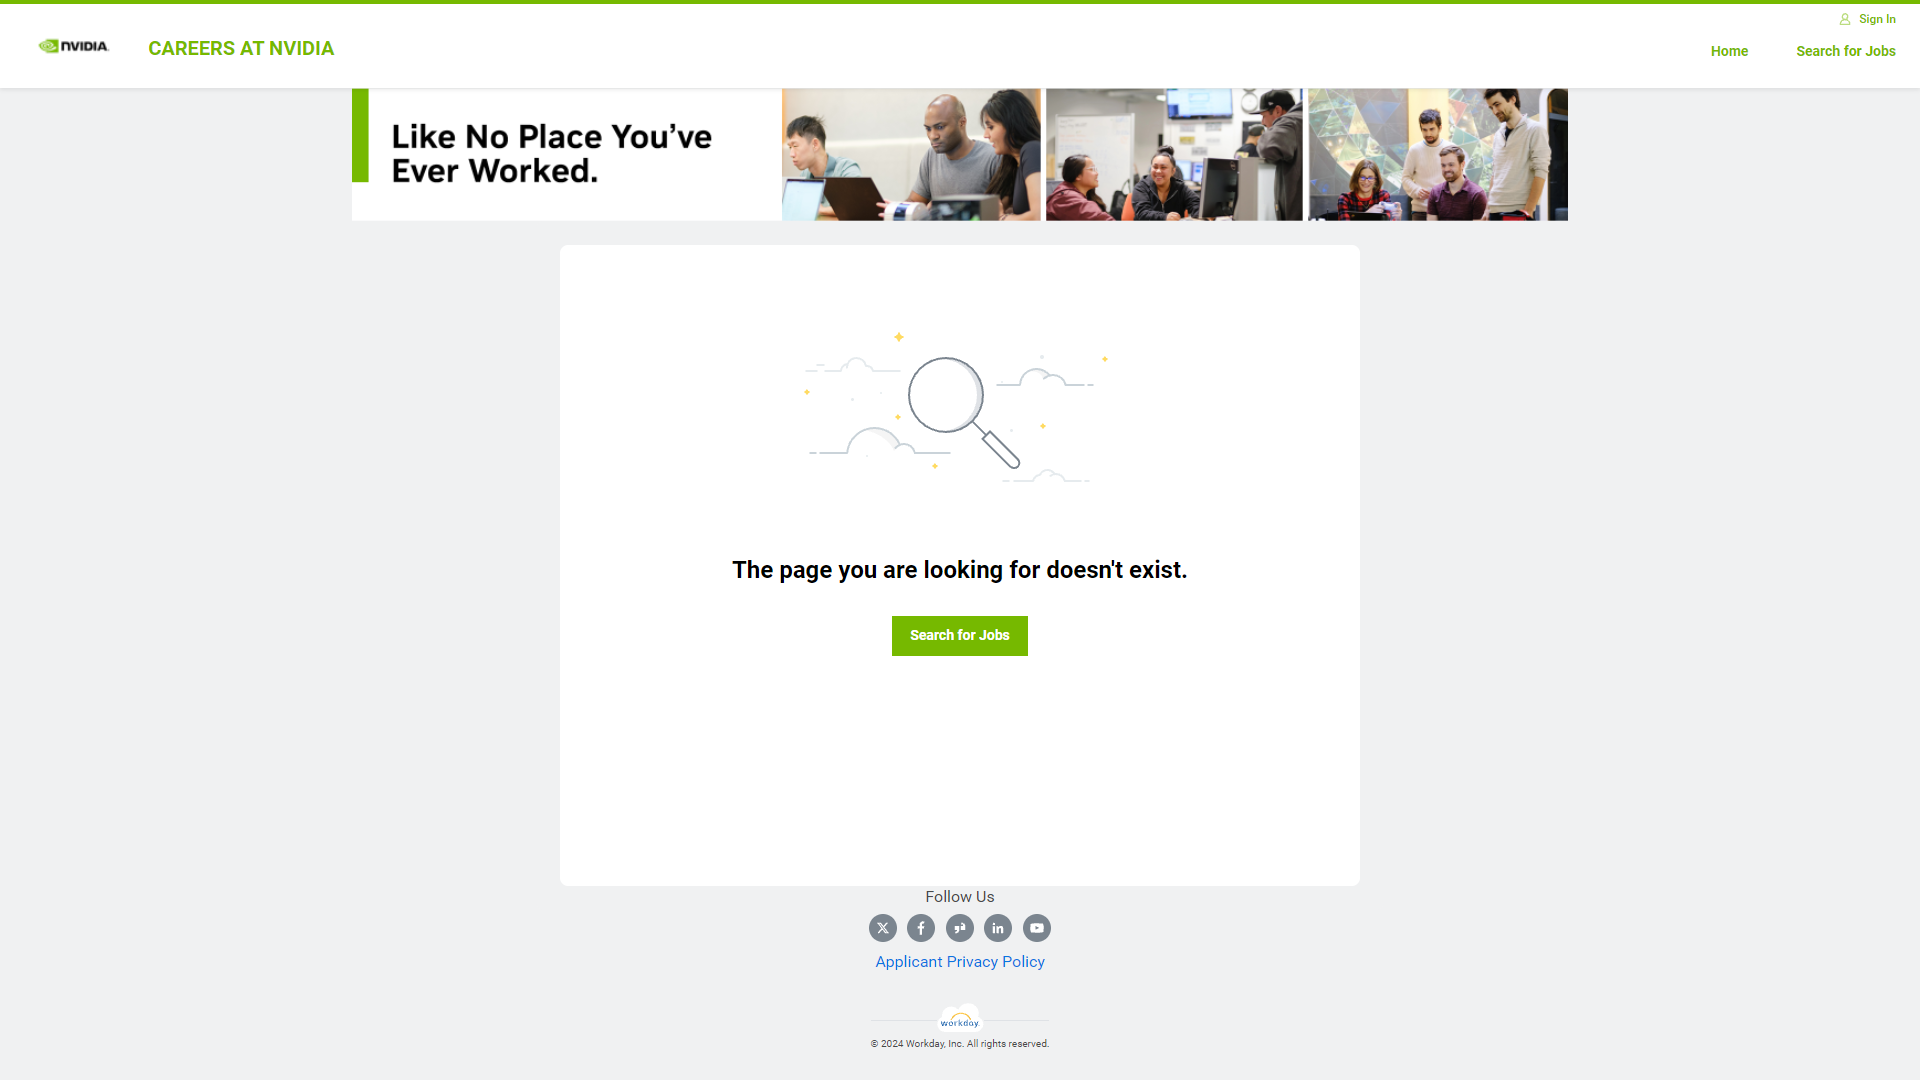 Sign In
NVIDIA.
CAREERS AT NVIDIA
Home
Search for Jobs
Like No Place You've
Ever Worked.
The page you are looking for doesn't exist.
Search for Jobs
Follow Us
Applicant Privacy Policy
workday.
© 2024 Workday, Inc. All rights reserved.